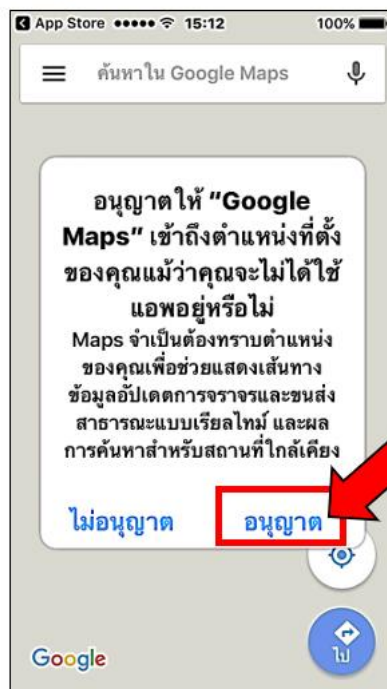 App Store 15:12 100%
ค้นหาใน Google Maps
อนุญาตให้ "Google
Maps" เข้าถึงตำแหน่งที่ตั้ง
ของคุณแม้ว่าคุณจะไม่ได้ใช้
แอพอยู่หรือไม่
Maps จำเป็นต้องทราบตำแหน่ง
ของคุณเพื่อช่วยแสดงเส้นทาง
ข้อมูลอัปเดตการจราจรและขนส่ง
สาธารณะแบบเรียลไทม์ และผล
การค้นหาสำหรับสถานที่ใกล้เคียง
ไม่อนุญาต อนุญาต
ไป
Google